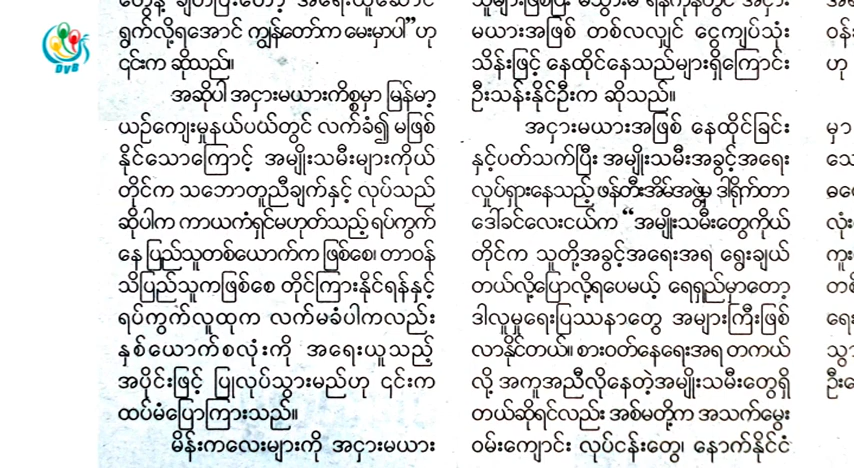 DVB
ရွက်လို့ရအောင် ကျွန်တော်က မေးမှာပါ”ဟု
၎င်းက ဆိုသည်။
အဆိုပါ အငှားမယားကိစ္စမှာ မြန်မာ့
ယဉ်ကျေးမှုနယ်ပယ်တွင် လက်ခံ၍ မဖြစ်
နိုင်သောကြောင့် အမျိုးသမီးများကိုယ်
တိုင်က သဘောတူညီချက်နှင့် လုပ်သည်
ဆိုပါက ကာယကံရှင်မဟုတ်သည့် ရပ်ကွက်
နေ ပြည်သူတစ်ယောက်က ဖြစ်စေ၊ တာဝန်
သိပြည်သူကဖြစ်စေ တိုင်ကြားနိုင်ရန်နှင့်
ရပ်ကွက်လူထုက လက်မခံပါကလည်း
နှစ်ယောက်စလုံးကို အရေးယူသည့်
အပိုင်းဖြင့် ပြုလုပ်သွားမည်ဟု ၎င်းက
ထပ်မံပြောကြားသည်။
မိန်းကလေးများကို အငှားမယား
မယားအဖြစ် တစ်လလျှင် ငွေကျပ်သုံး
သိန်းဖြင့် နေထိုင်နေသည်များရှိကြောင်း
ဦးသန်းနိုင်ဦးက ဆိုသည်။
အငှားမယားအဖြစ် နေထိုင်ခြင်း
နှင့်ပတ်သက်ပြီး အမျိုးသမီးအခွင့်အရေး
လှုပ်ရှားနေသည့် ဖန်တီးအိမ်အဖွဲ့မှ ဒါရိုက်တာ
ဒေါ်ခင်လေးငယ်က “အမျိုးသမီးတွေကိုယ်
တိုင်က သူတို့အခွင့်အရေးအရ ရွေးချယ်
တယ်လို့ပြောလို့ရပေမယ့် ရေရှည်မှာတော့
ဒါလူမှုရေးပြဿနာတွေ အများကြီးဖြစ်
လာနိုင်တယ်။ စားဝတ်နေရေးအရ တကယ်
လို့ အကူအညီလိုနေတဲ့အမျိုးသမီးတွေရှိ
တယ်ဆိုရင်လည်း အစ်မတို့က အသက်မွေး
ဝမ်းကျောင်း လုပ်ငန်းတွေ၊ နောက်နိုင်ငံ